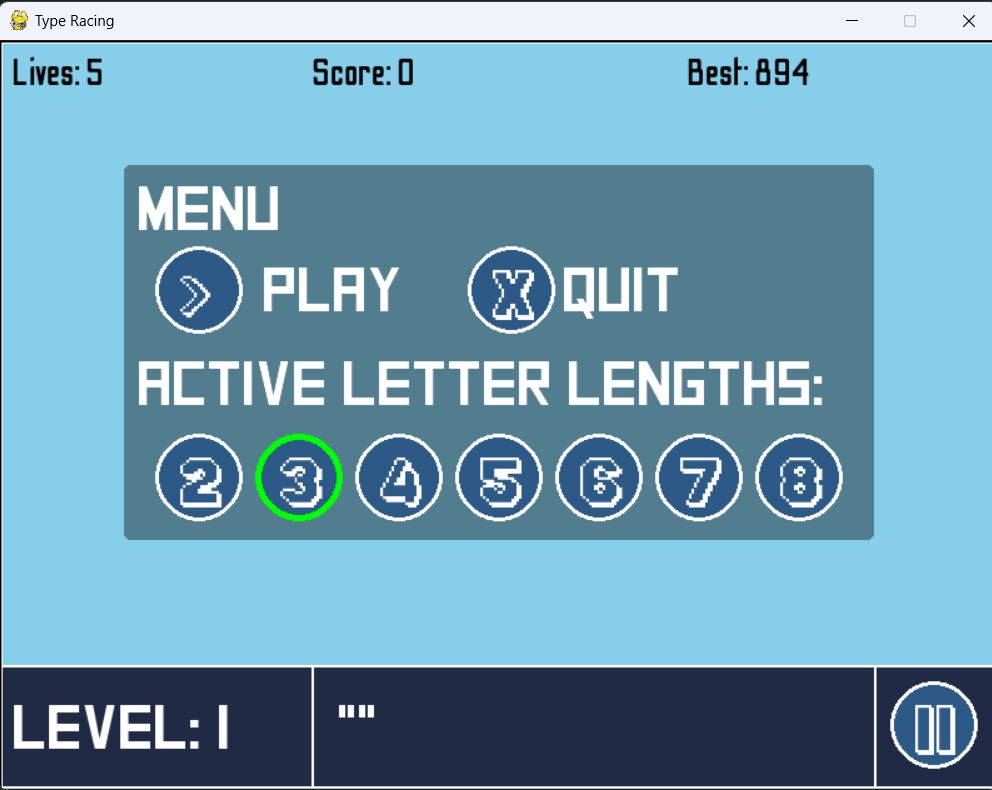 Type Racing
Lives: 5 Score: 0 Best: 894
MENU
> PLAY X QUIT
ACTIVE LETTER LENGTHS:
2 3 4 5 6 7 8
LEVEL: 1 ""